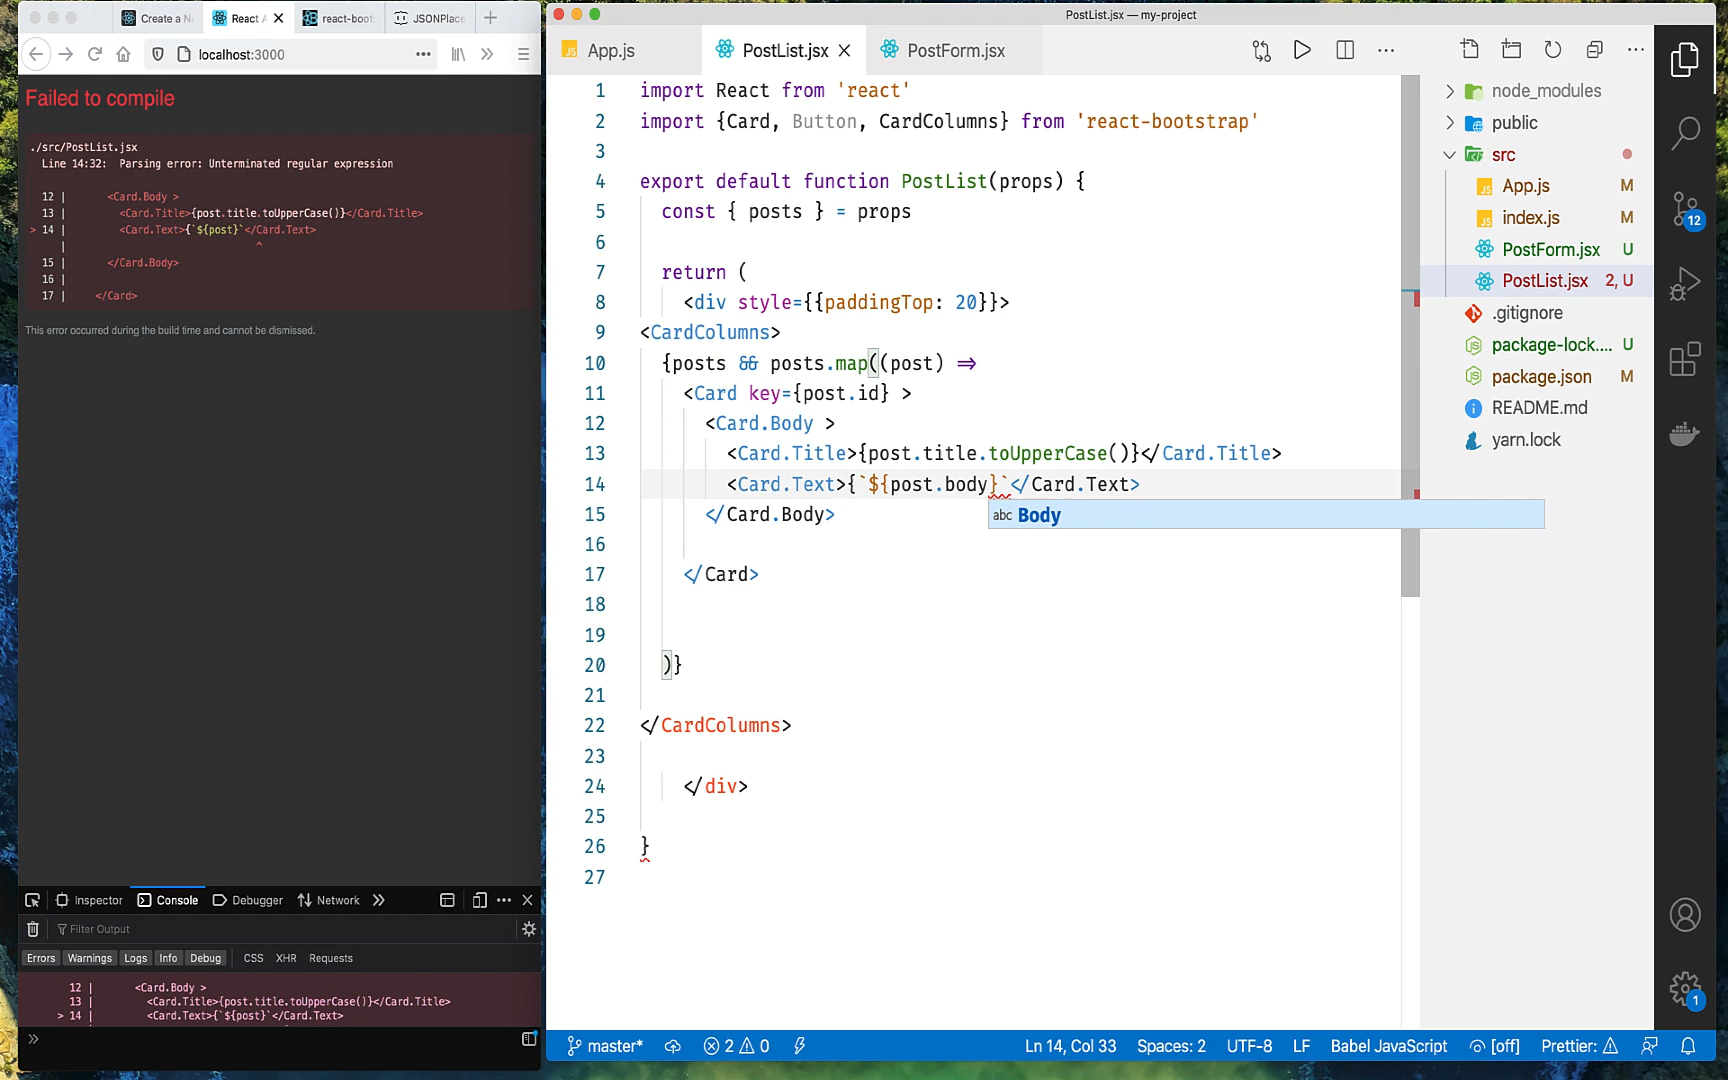 Create a N
React A
react-boot
JSONPlace
localhost:3000
Failed to compile
./src/PostList.jsx
Line 14:32:  Parsing error: Unterminated regular expression
12 |       <Card.Body >
13 |         <Card.Title>{post.title.toUpperCase()}</Card.Title>
> 14 |         <Card.Text>{`${post}`</Card.Text>
|                                ^
15 |       </Card.Body>
16 |
17 |     </Card>
This error occurred during the build time and cannot be dismissed.
Inspector
Console
Debugger
Network
Filter Output
Errors
Warnings
Logs
Info
Debug
CSS
XHR
Requests
12 |       <Card.Body >
13 |         <Card.Title>{post.title.toUpperCase()}</Card.Title>
> 14 |         <Card.Text>{`${post}`</Card.Text>
PostList.jsx — my-project
JS App.js
PostList.jsx
PostForm.jsx
1 import React from 'react'
2 import {Card, Button, CardColumns} from 'react-bootstrap'
3
4 export default function PostList(props) {
5   const { posts } = props
6
7   return (
8     <div style={{paddingTop: 20}}>
9 <CardColumns>
10   {posts && posts.map((post) =>
11     <Card key={post.id} >
12       <Card.Body >
13         <Card.Title>{post.title.toUpperCase()}</Card.Title>
14         <Card.Text>{`${post.body}`</Card.Text>
abc Body
15       </Card.Body>
16
17     </Card>
18
19
20   )}
21
22 </CardColumns>
23
24     </div>
25
26 }
27
node_modules
public
src
JS App.js M
JS index.js M
PostForm.jsx U
PostList.jsx 2, U
.gitignore
package-lock.... U
package.json M
README.md
yarn.lock
12
1
master*
2
0
Ln 14, Col 33
Spaces: 2
UTF-8
LF
Babel JavaScript
[off]
Prettier: